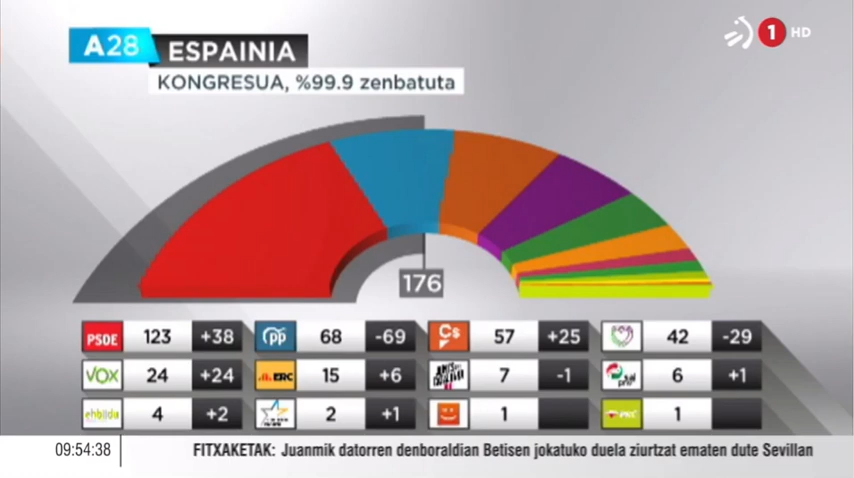 A28
ESPAINIA
1 HD
KONGRESUA, %99.9 zenbatuta
176
PSOE 123 +38 pp 68 -69 Cs 57 +25 42 -29
VOX 24 +24 ERC 15 +6 7 -1 6 +1
ehbildu 4 +2 2 +1 1 PRC 1
09:54:38
FITXAKETAK: Juanmik datorren denboraldian Betisen jokatuko duela ziurtzat ematen dute Sevillan